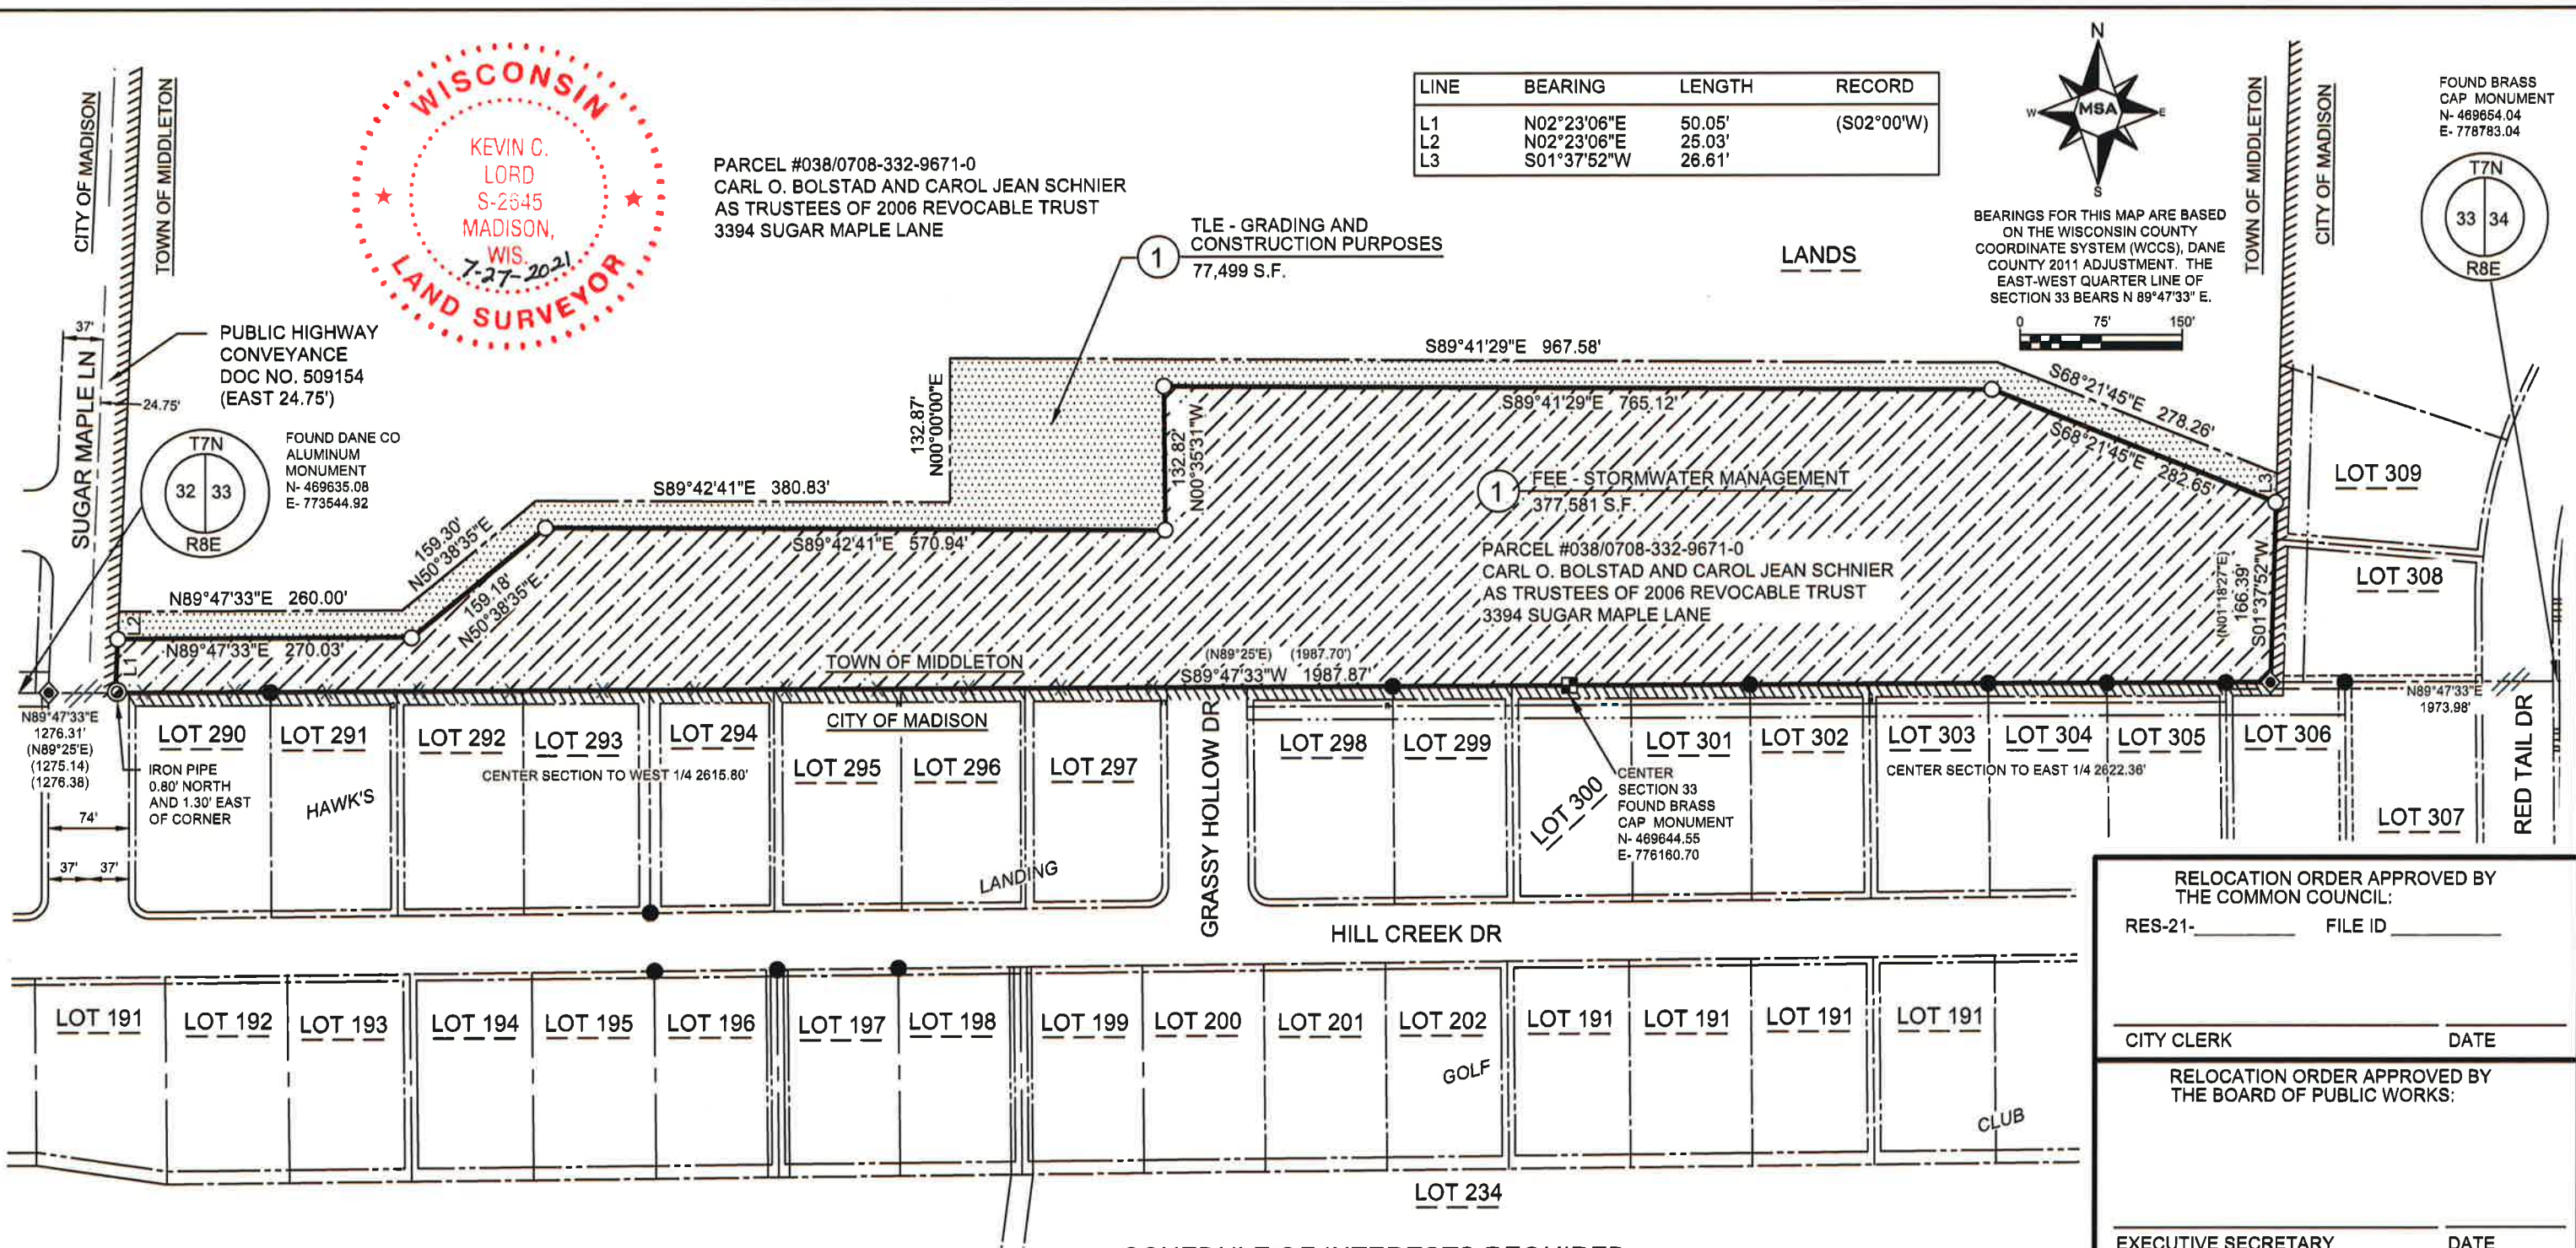 CITY OF MADISON
TOWN OF MIDDLETON
WISCONSIN
KEVIN C.
LORD
S-2645
MADISON,
WIS.
7-27-2021
LAND SURVEYOR
PARCEL #038/0708-332-9671-0
CARL O. BOLSTAD AND CAROL JEAN SCHNIER
AS TRUSTEES OF 2006 REVOCABLE TRUST
3394 SUGAR MAPLE LANE
LINE BEARING LENGTH RECORD
L1 N02°23'06"E 50.05' (S02°00'W)
L2 N02°23'06"E 25.03'
L3 S01°37'52"W 26.61'
N
W MSA E
S
BEARINGS FOR THIS MAP ARE BASED
ON THE WISCONSIN COUNTY
COORDINATE SYSTEM (WCCS), DANE
COUNTY 2011 ADJUSTMENT. THE
EAST-WEST QUARTER LINE OF
SECTION 33 BEARS N 89°47'33" E.
0 75' 150'
TOWN OF MIDDLETON
CITY OF MADISON
FOUND BRASS
CAP MONUMENT
N- 469654.04
E- 778783.04
T7N
33 34
R8E
1 TLE - GRADING AND
CONSTRUCTION PURPOSES
77,499 S.F.
LANDS
37'
PUBLIC HIGHWAY
CONVEYANCE
DOC NO. 509154
(EAST 24.75')
24.75'
SUGAR MAPLE LN
T7N
32 33
R8E
FOUND DANE CO
ALUMINUM
MONUMENT
N- 469635.08
E- 773544.92
S89°41'29"E 967.58'
132.87'
N00°00'00"E
S89°41'29"E 765.12'
132.82'
N00°35'31"W
S68°21'45"E 278.26'
S68°21'45"E 282.65'
L3
S89°42'41"E 380.83'
S89°42'41"E 570.94'
159.30'
N50°38'35"E
159.18'
N50°38'35"E
N89°47'33"E 260.00'
L2
N89°47'33"E 270.03'
L1
1 FEE - STORMWATER MANAGEMENT
377,581 S.F.
PARCEL #038/0708-332-9671-0
CARL O. BOLSTAD AND CAROL JEAN SCHNIER
AS TRUSTEES OF 2006 REVOCABLE TRUST
3394 SUGAR MAPLE LANE
(N01°18'27"E)
166.39'
S01°37'52"W
TOWN OF MIDDLETON
(N89°25'E) (1987.70')
S89°47'33"W 1987.87'
LOT 309
LOT 308
N89°47'33"E
1276.31'
(N89°25'E)
(1275.14)
(1276.38)
74'
37' 37'
IRON PIPE
0.80' NORTH
AND 1.30' EAST
OF CORNER
LOT 290
LOT 291
LOT 292
LOT 293
LOT 294
CITY OF MADISON
LOT 295
LOT 296
LOT 297
HAWK'S
CENTER SECTION TO WEST 1/4 2615.80'
LANDING
GRASSY HOLLOW DR
LOT 298
LOT 299
LOT 300
LOT 301
LOT 302
LOT 303
LOT 304
LOT 305
LOT 306
CENTER
SECTION 33
FOUND BRASS
CAP MONUMENT
N- 469644.55
E- 776160.70
CENTER SECTION TO EAST 1/4 2622.36'
LOT 307
N89°47'33"E
1973.98'
RED TAIL DR
HILL CREEK DR
LOT 191
LOT 192
LOT 193
LOT 194
LOT 195
LOT 196
LOT 197
LOT 198
LOT 199
LOT 200
LOT 201
LOT 202
LOT 191
LOT 191
LOT 191
LOT 191
GOLF
CLUB
LOT 234
RELOCATION ORDER APPROVED BY
THE COMMON COUNCIL:
RES-21- FILE ID
CITY CLERK DATE
RELOCATION ORDER APPROVED BY
THE BOARD OF PUBLIC WORKS:
EXECUTIVE SECRETARY DATE